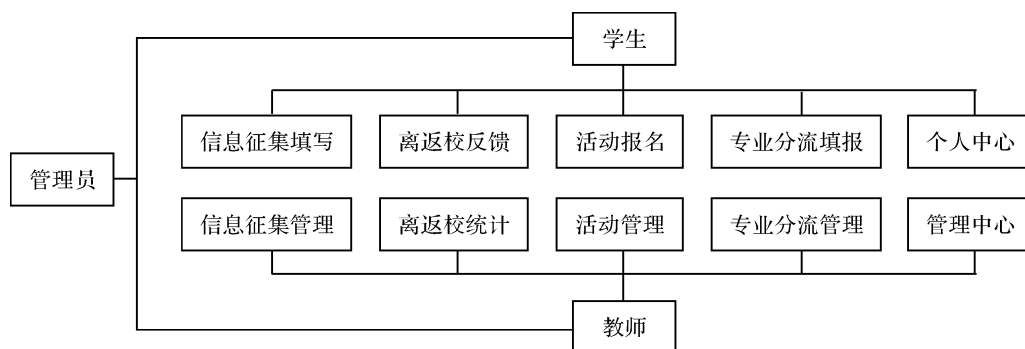 学生
信息征集填写
离返校反馈
活动报名
专业分流填报
个人中心
管理员
信息征集管理
离返校统计
活动管理
专业分流管理
管理中心
教师